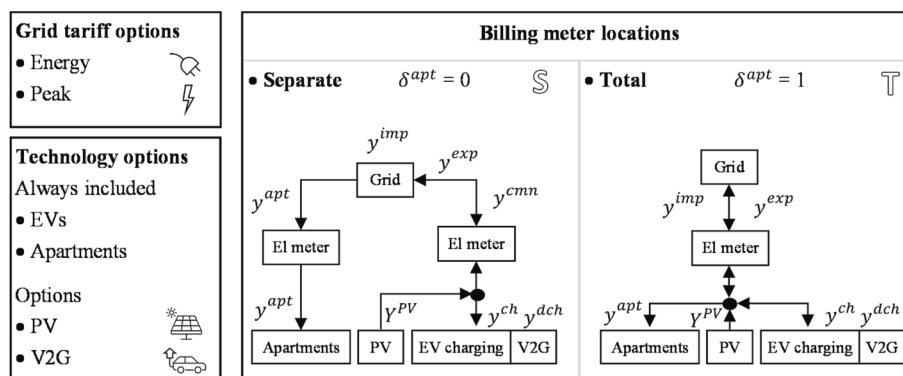 Grid tariff options
• Energy
• Peak
Technology options
Always included
• EVs
• Apartments
Options
• PV
• V2G
Billing meter locations
• Separate δ^apt = 0 S
y^imp
y^exp
Grid
y^apt
y^cmn
El meter
El meter
y^apt
Y^PV
y^ch y^dch
Apartments
PV
EV charging
V2G
• Total δ^apt = 1 T
Grid
y^imp y^exp
El meter
y^apt
Y^PV
y^ch y^dch
Apartments
PV
EV charging
V2G